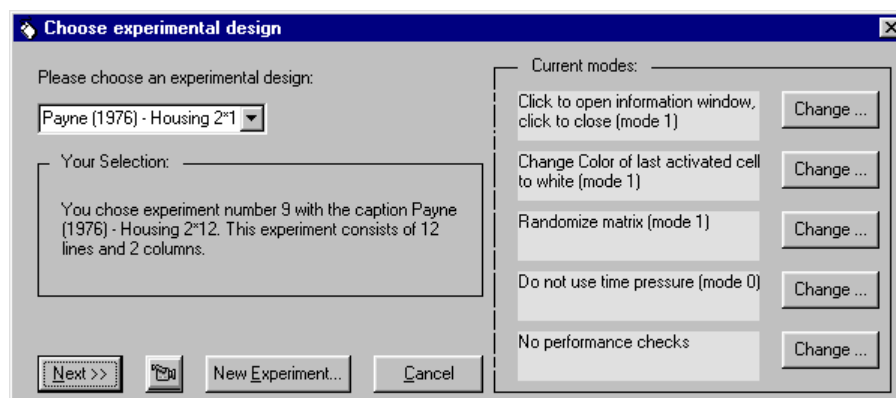 Choose experimental design
Please choose an experimental design:
Payne (1976) - Housing 2*1
Your Selection:
You chose experiment number 9 with the caption Payne
(1976) - Housing 2*12. This experiment consists of 12
lines and 2 columns.
Next >>
New Experiment...
Cancel
Current modes:
Click to open information window,
click to close (mode 1)
Change ...
Change Color of last activated cell
to white (mode 1)
Change ...
Randomize matrix (mode 1)
Change ...
Do not use time pressure (mode 0)
Change ...
No performance checks
Change ...